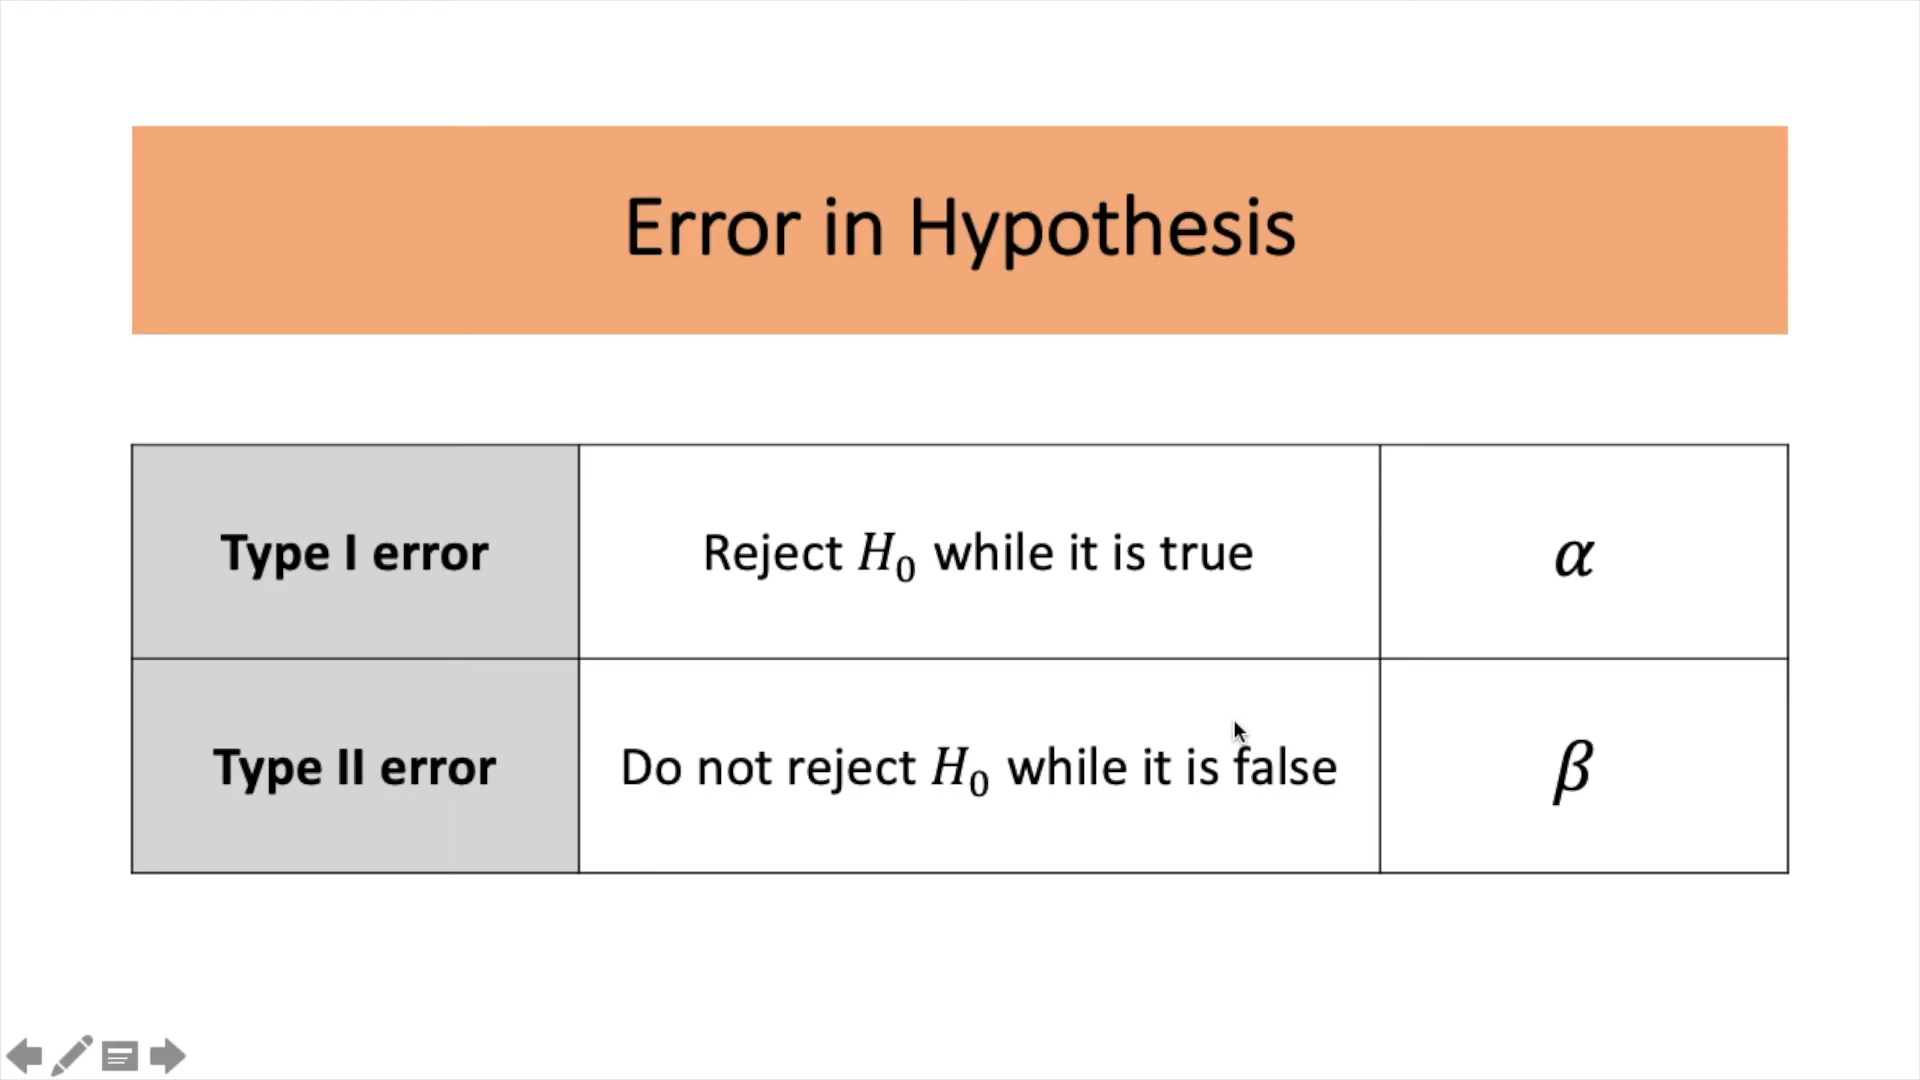 Error in Hypothesis
Type I error
Reject H₀ while it is true
α
Type II error
Do not reject H₀ while it is false
β